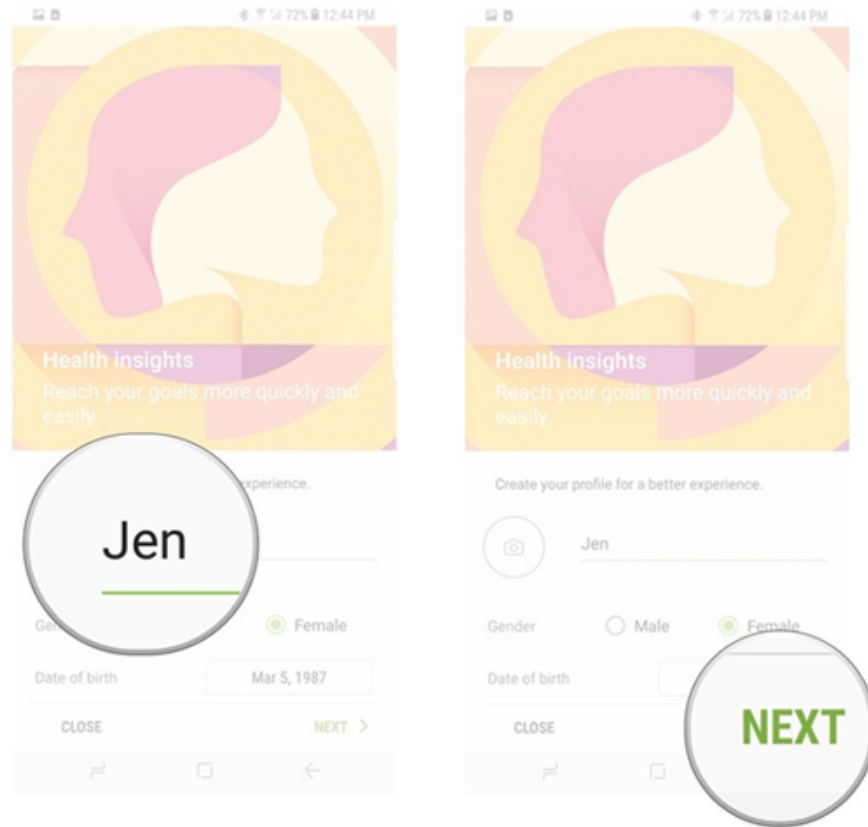 72% 12:44 PM
Health insights
Reach your goals more quickly and
easily.
experience.
Jen
Female
Date of birth
Mar 5, 1987
CLOSE
NEXT >
72% 12:44 PM
Health insights
Reach your goals more quickly and
easily.
Create your profile for a better experience.
Jen
Gender
Male
Female
Date of birth
CLOSE
NEXT